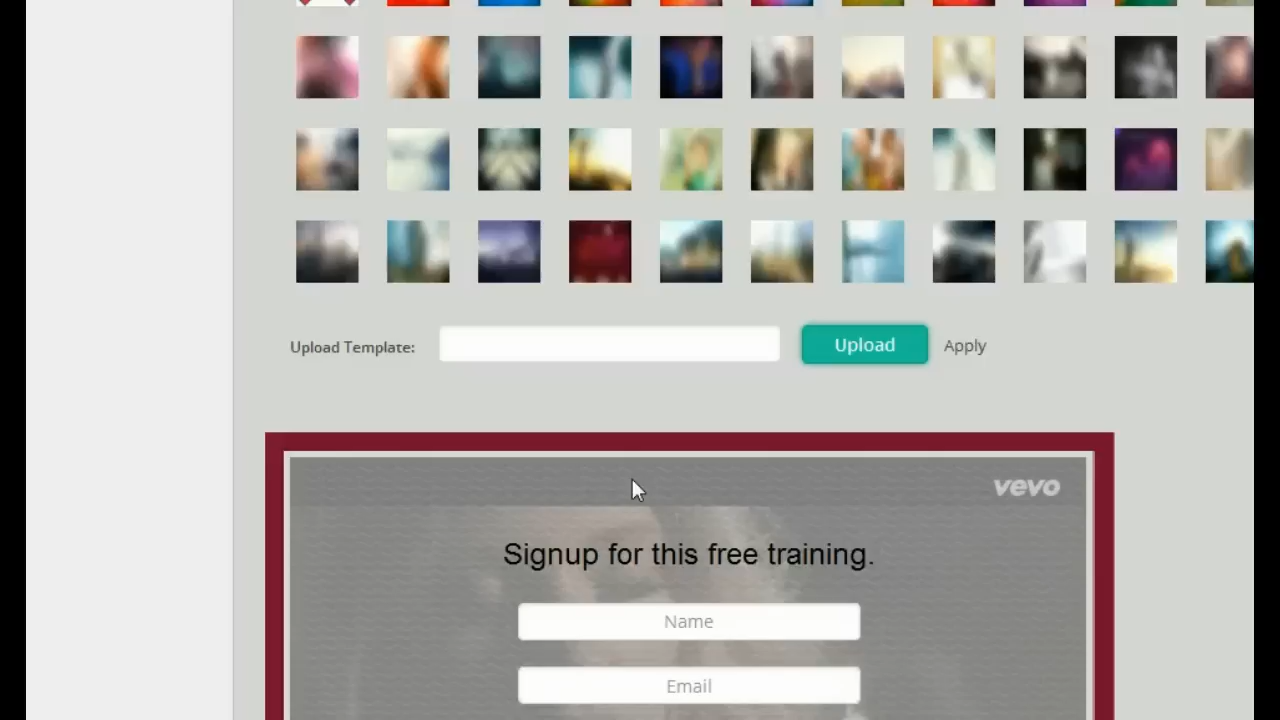 Upload Template:
Upload
Apply
vevo
Signup for this free training.
Name
Email